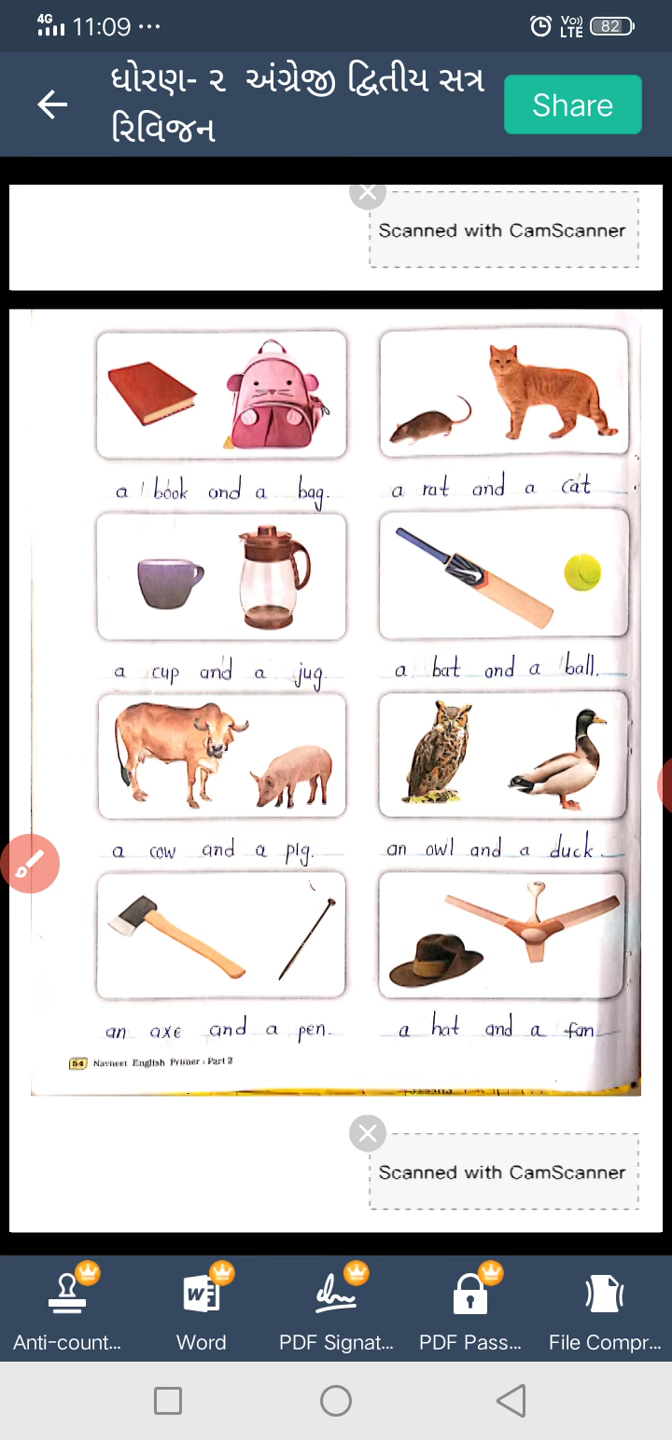 4G 11:09 ...
Vo)) LTE 82
ધોરણ- ૨ અંગ્રેજી દ્વિતીય સત્ર
રિવિજન
Share
Scanned with CamScanner
a book and a bag.
a rat and a cat
a cup and a jug.
a bat and a ball.
a cow and a pig.
an owl and a duck.
an axe and a pen.
a hat and a fan
54 Navneet English Primer : Part 2
Scanned with CamScanner
Anti-count...
Word
PDF Signat...
PDF Pass...
File Compr...